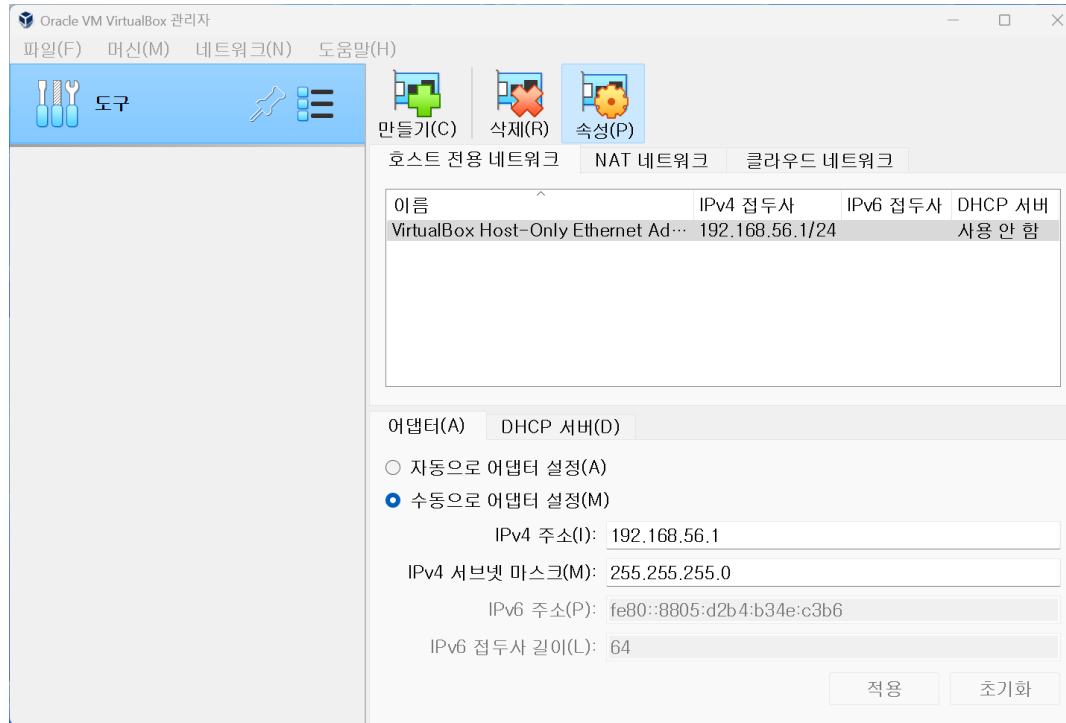 Oracle VM VirtualBox 관리자
파일(F) 머신(M) 네트워크(N) 도움말(H)
도구
만들기(C) 삭제(R) 속성(P)
호스트 전용 네트워크 NAT 네트워크 클라우드 네트워크
이름 IPv4 접두사 IPv6 접두사 DHCP 서버
VirtualBox Host-Only Ethernet Ad··· 192.168.56.1/24 사용 안 함
어댑터(A) DHCP 서버(D)
자동으로 어댑터 설정(A)
수동으로 어댑터 설정(M)
IPv4 주소(I): 192.168.56.1
IPv4 서브넷 마스크(M): 255.255.255.0
IPv6 주소(P): fe80::8805:d2b4:b34e:c3b6
IPv6 접두사 길이(L): 64
적용 초기화